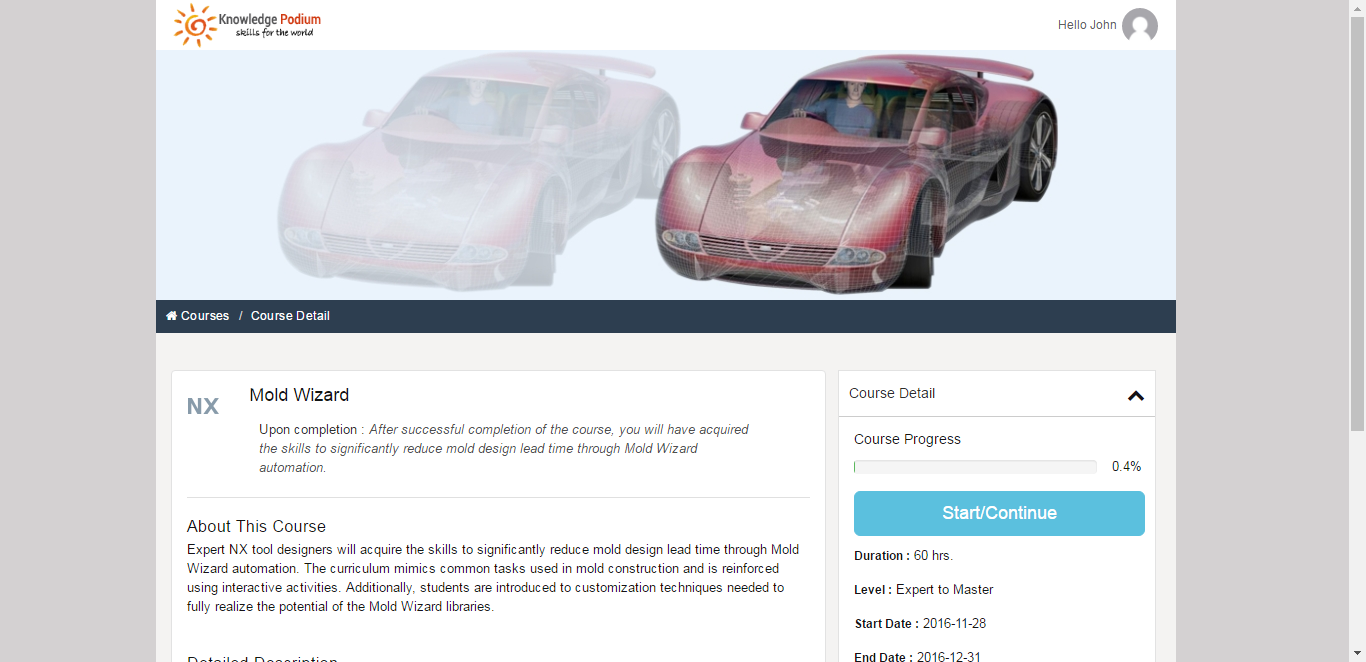 Knowledge Podium
skills for the world
Hello John
Courses / Course Detail
NX
Mold Wizard
Upon completion : After successful completion of the course, you will have acquired
the skills to significantly reduce mold design lead time through Mold Wizard
automation.
About This Course
Expert NX tool designers will acquire the skills to significantly reduce mold design lead time through Mold
Wizard automation. The curriculum mimics common tasks used in mold construction and is reinforced
using interactive activities. Additionally, students are introduced to customization techniques needed to
fully realize the potential of the Mold Wizard libraries.
Detailed Description
Course Detail
Course Progress
0.4%
Start/Continue
Duration : 60 hrs.
Level : Expert to Master
Start Date : 2016-11-28
End Date : 2016-12-31